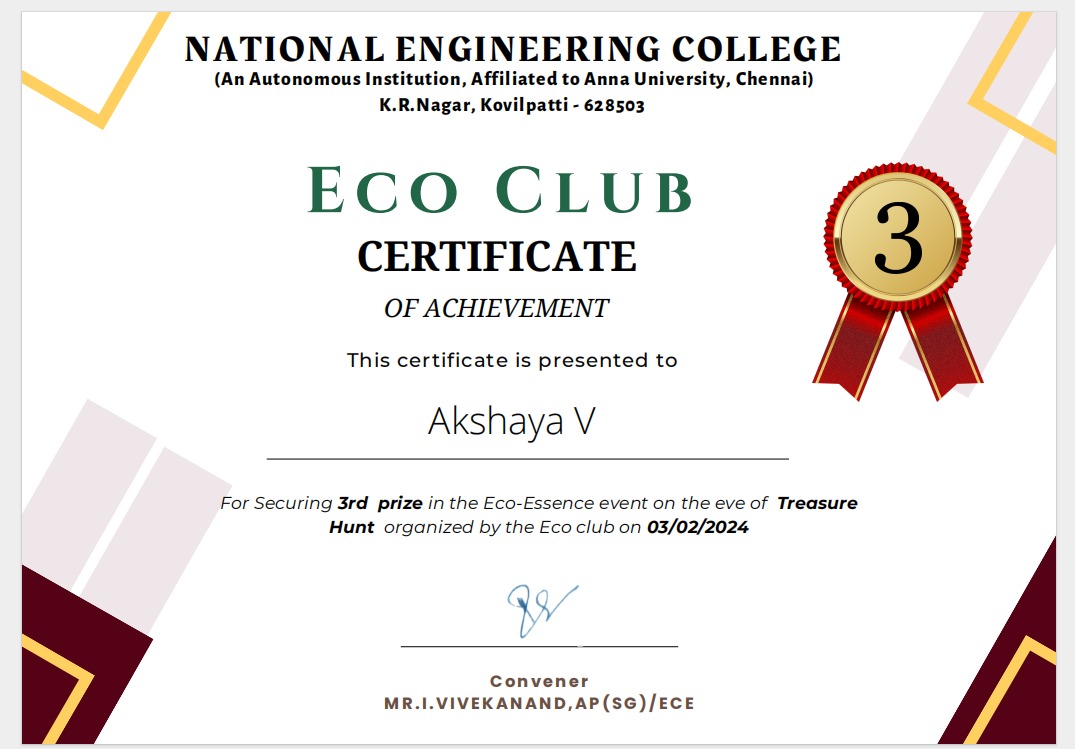 NATIONAL ENGINEERING COLLEGE
(An Autonomous Institution, Affiliated to Anna University, Chennai)
K.R.Nagar, Kovilpatti - 628503
ECO CLUB
CERTIFICATE
OF ACHIEVEMENT
3
This certificate is presented to
Akshaya V
For Securing 3rd prize in the Eco-Essence event on the eve of Treasure
Hunt organized by the Eco club on 03/02/2024
Convener
MR.I.VIVEKANAND,AP(SG)/ECE